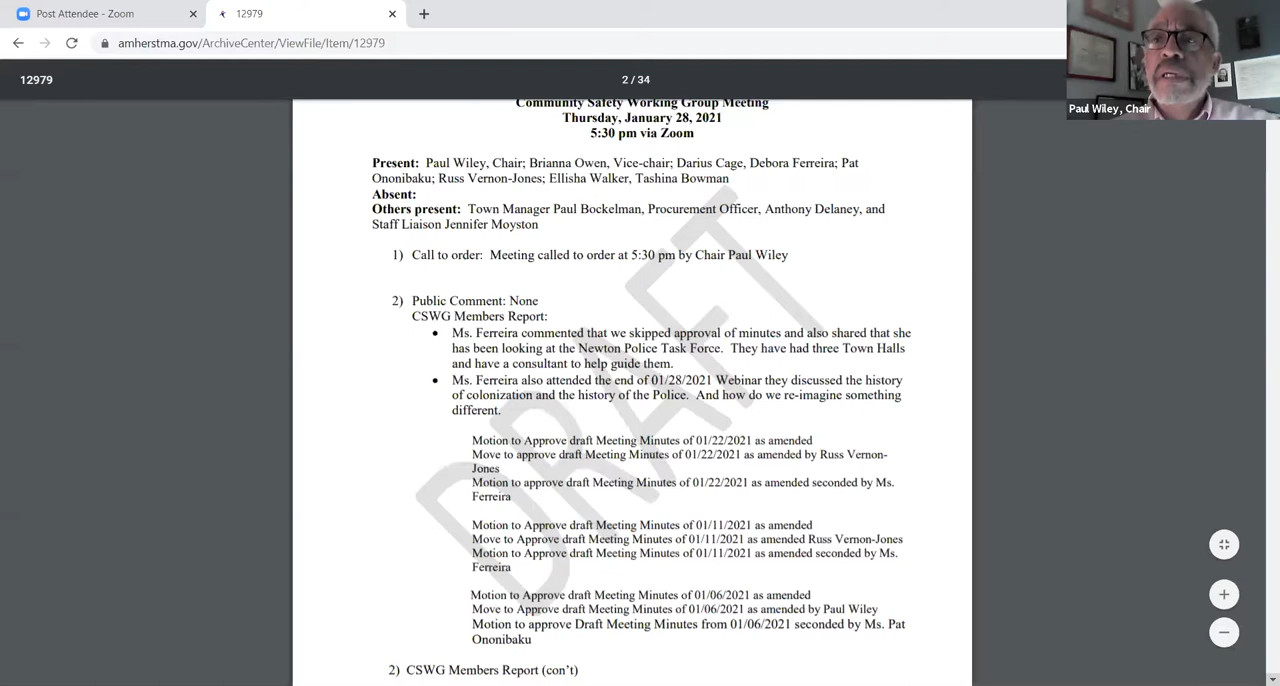 Post Attendee - Zoom
12979
amherstma.gov/ArchiveCenter/ViewFile/Item/12979
12979
2 / 34
Paul Wiley, Chair
Community Safety Working Group Meeting
Thursday, January 28, 2021
5:30 pm via Zoom
Present: Paul Wiley, Chair; Brianna Owen, Vice-chair; Darius Cage, Debora Ferreira; Pat
Ononibaku; Russ Vernon-Jones; Ellisha Walker, Tashina Bowman
Absent:
Others present: Town Manager Paul Bockelman, Procurement Officer, Anthony Delaney, and
Staff Liaison Jennifer Moyston
1) Call to order: Meeting called to order at 5:30 pm by Chair Paul Wiley
2) Public Comment: None
CSWG Members Report:
• Ms. Ferreira commented that we skipped approval of minutes and also shared that she
has been looking at the Newton Police Task Force. They have had three Town Halls
and have a consultant to help guide them.
• Ms. Ferreira also attended the end of 01/28/2021 Webinar they discussed the history
of colonization and the history of the Police. And how do we re-imagine something
different.
Motion to Approve draft Meeting Minutes of 01/22/2021 as amended
Move to approve draft Meeting Minutes of 01/22/2021 as amended by Russ Vernon-
Jones
Motion to approve draft Meeting Minutes of 01/22/2021 as amended seconded by Ms.
Ferreira
Motion to Approve draft Meeting Minutes of 01/11/2021 as amended
Move to Approve draft Meeting Minutes of 01/11/2021 as amended Russ Vernon-Jones
Motion to Approve draft Meeting Minutes of 01/11/2021 as amended seconded by Ms.
Ferreira
Motion to Approve draft Meeting Minutes of 01/06/2021 as amended
Move to Approve draft Meeting Minutes of 01/06/2021 as amended by Paul Wiley
Motion to approve Draft Meeting Minutes from 01/06/2021 seconded by Ms. Pat
Ononibaku
2) CSWG Members Report (con't)
DRAFT